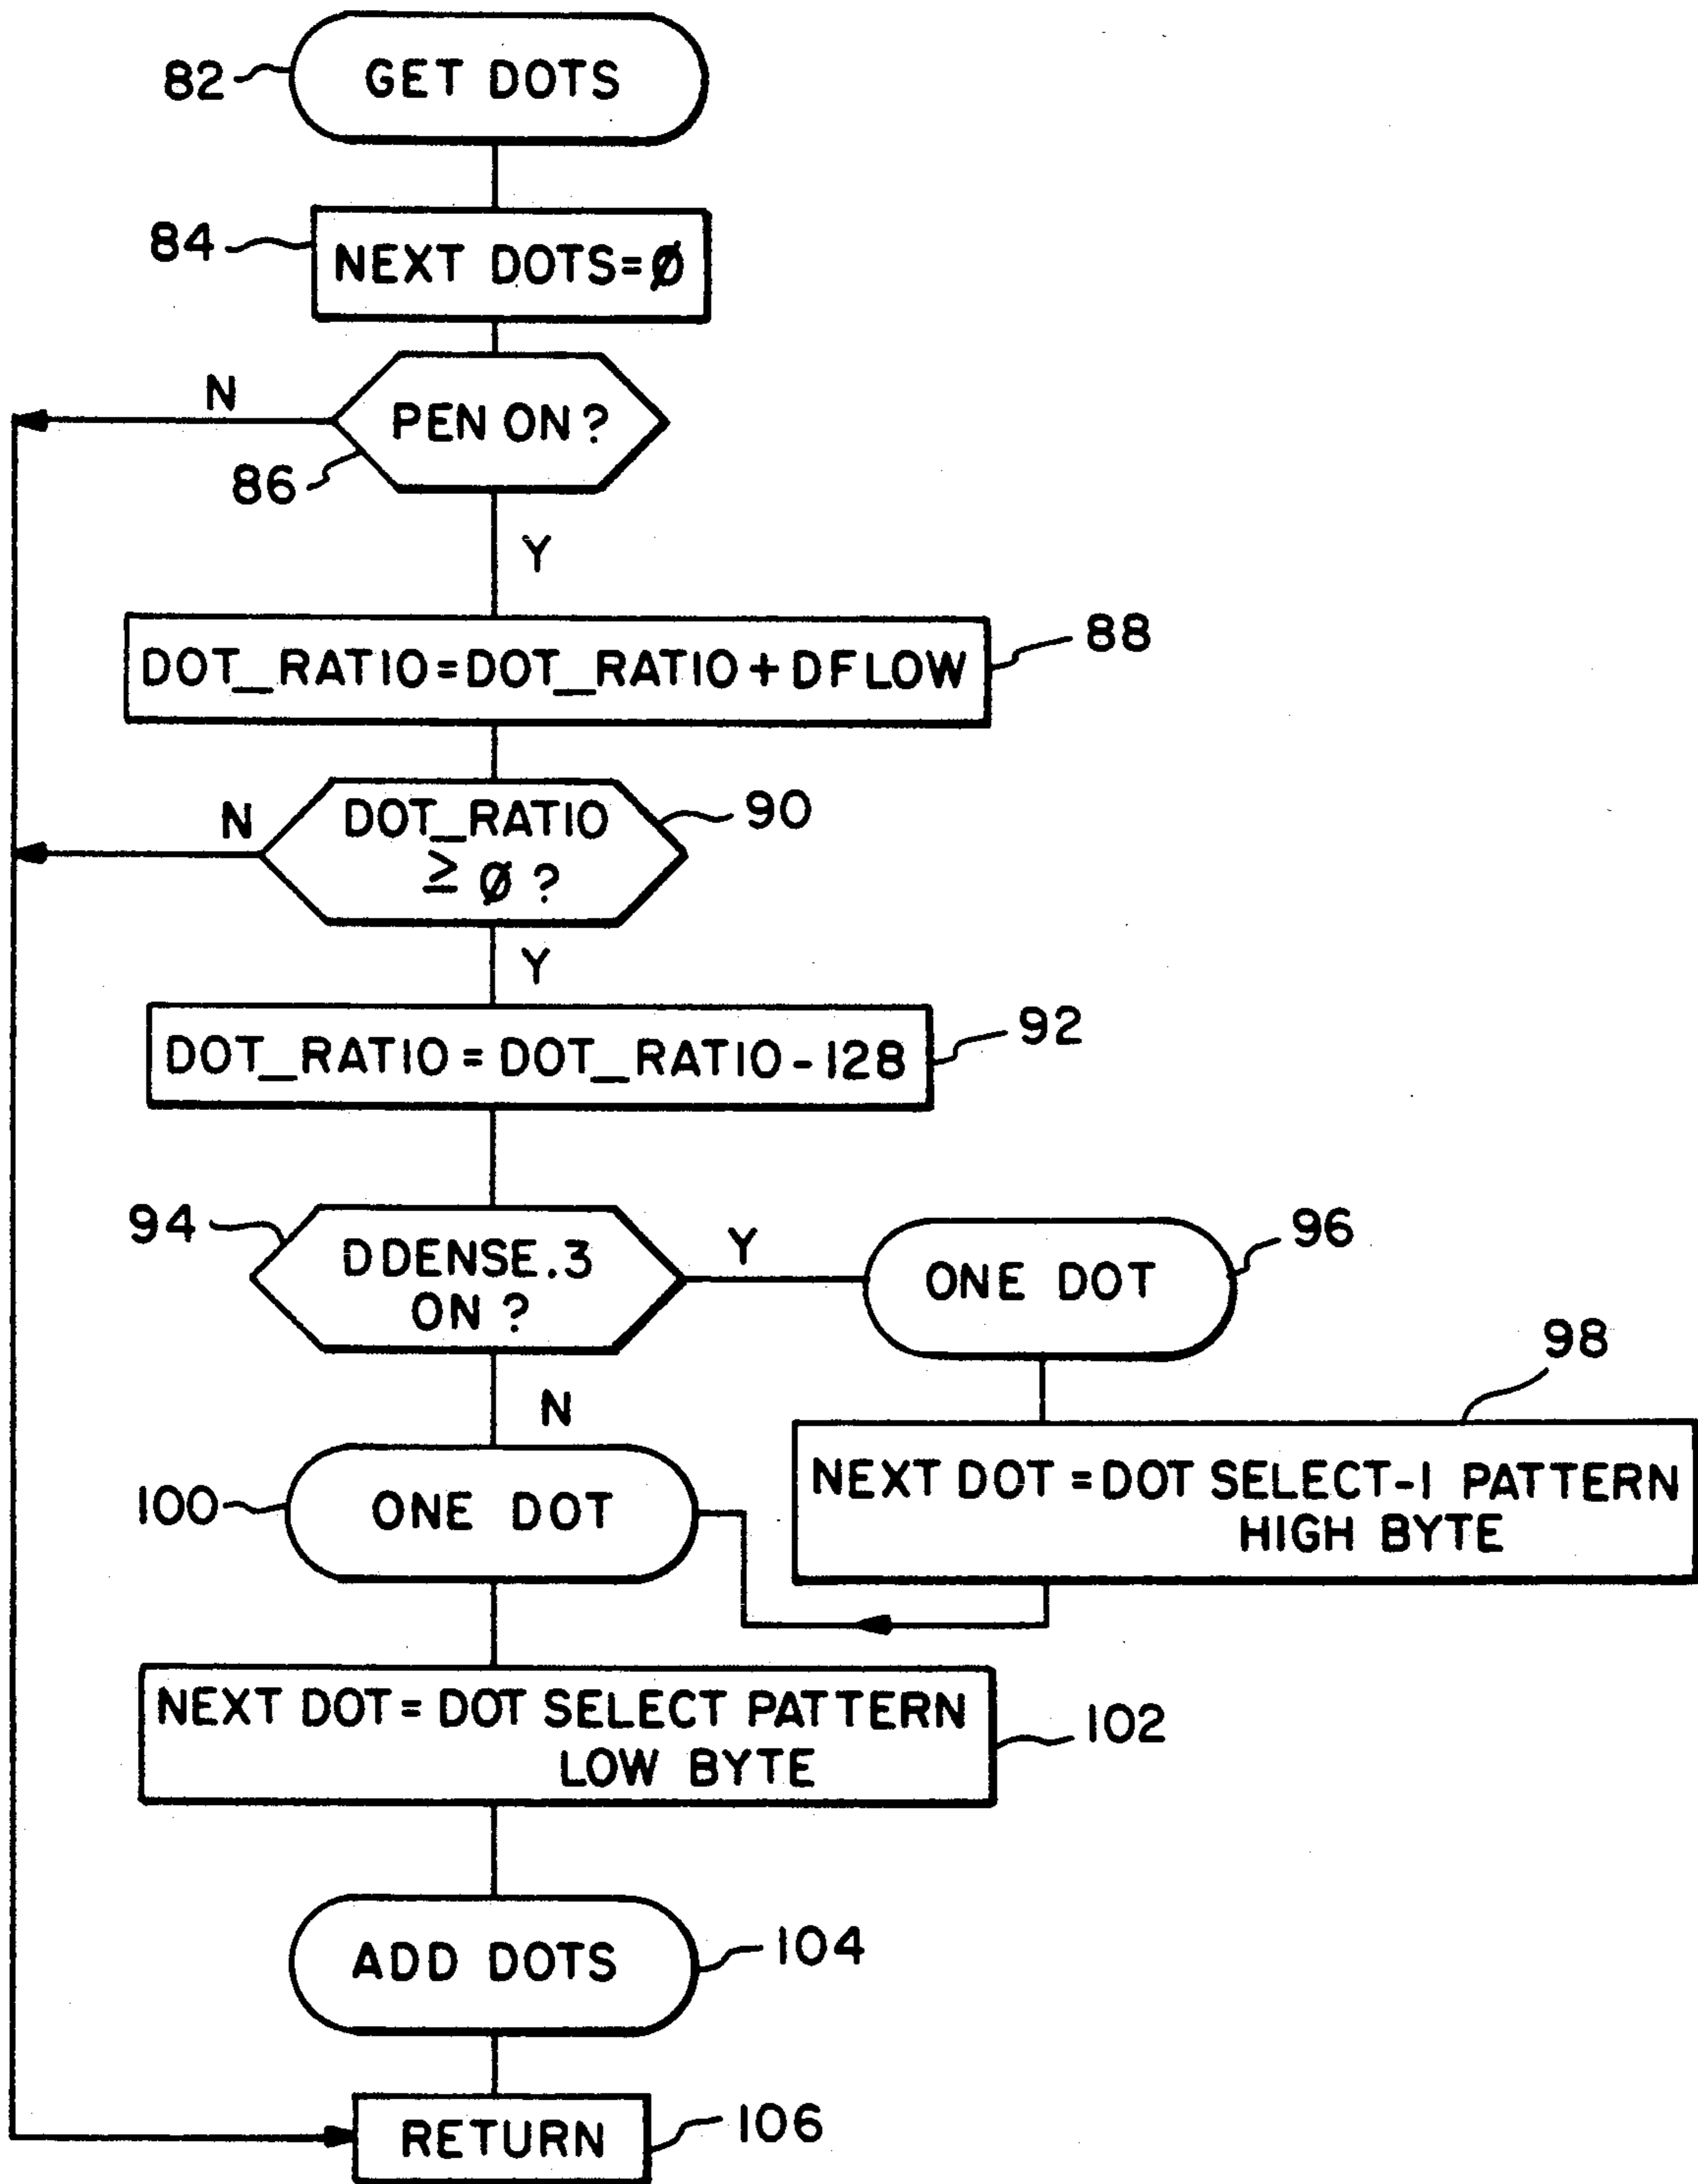 82
GET DOTS
84
NEXT DOTS=Ø
N
PEN ON?
86
Y
DOT_RATIO=DOT_RATIO+DFLOW
88
N
DOT_RATIO
≥ Ø ?
90
Y
DOT_RATIO=DOT_RATIO-128
92
94
DDENSE.3
ON ?
Y
ONE DOT
96
N
98
NEXT DOT=DOT SELECT-1 PATTERN
HIGH BYTE
100
ONE DOT
NEXT DOT=DOT SELECT PATTERN
LOW BYTE
102
ADD DOTS
104
RETURN
106